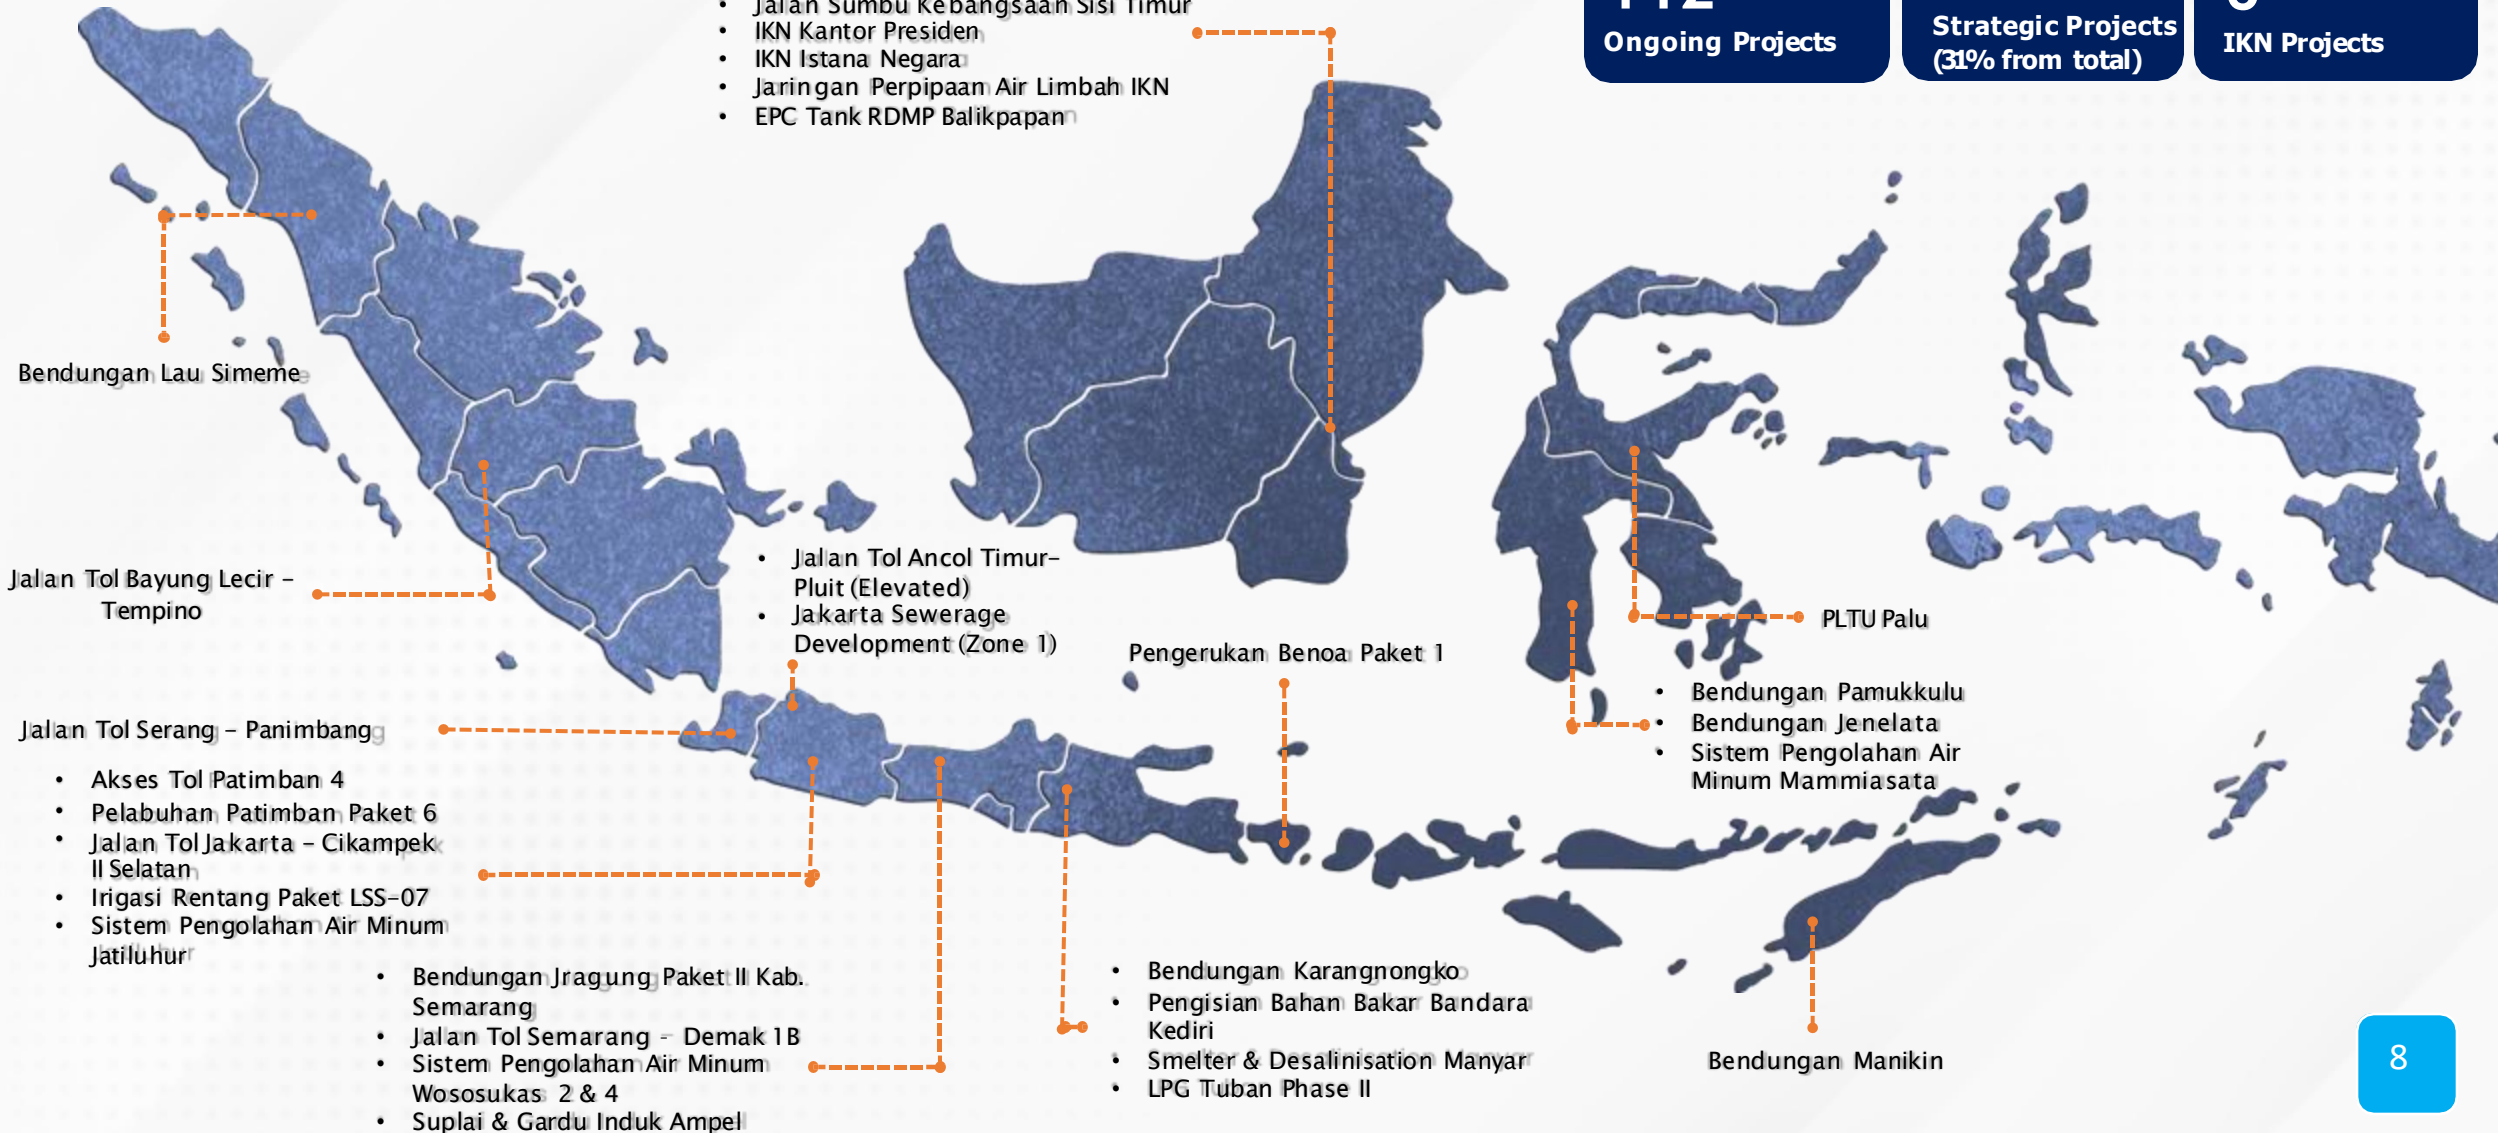 • Jalan Sumbu Kebangsaan Sisi Timur
• IKN Kantor Presiden
• IKN Istana Negara
• Jaringan Perpipaan Air Limbah IKN
• EPC Tank RDMP Balikpapan
Ongoing Projects
Strategic Projects
(31% from total)
IKN Projects
Bendungan Lau Simeme
Jalan Tol Bayung Lecir –
Tempino
• Jalan Tol Ancol Timur–
Pluit (Elevated)
• Jakarta Sewerage
Development (Zone 1)
Pengerukan Benoa Paket 1
PLTU Palu
• Bendungan Pamukkulu
• Bendungan Jenelata
• Sistem Pengolahan Air
Minum Mammiasata
Jalan Tol Serang – Panimbang
• Akses Tol Patimban 4
• Pelabuhan Patimban Paket 6
• Jalan Tol Jakarta – Cikampek
II Selatan
• Irigasi Rentang Paket LSS-07
• Sistem Pengolahan Air Minum
Jatiluhur
• Bendungan Jragung Paket II Kab.
Semarang
• Jalan Tol Semarang – Demak 1B
• Sistem Pengolahan Air Minum
Wososukas 2 & 4
• Suplai & Gardu Induk Ampel
• Bendungan Karangnongko
• Pengisian Bahan Bakar Bandara
Kediri
• Smelter & Desalinisation Manyar
• LPG Tuban Phase II
Bendungan Manikin
8